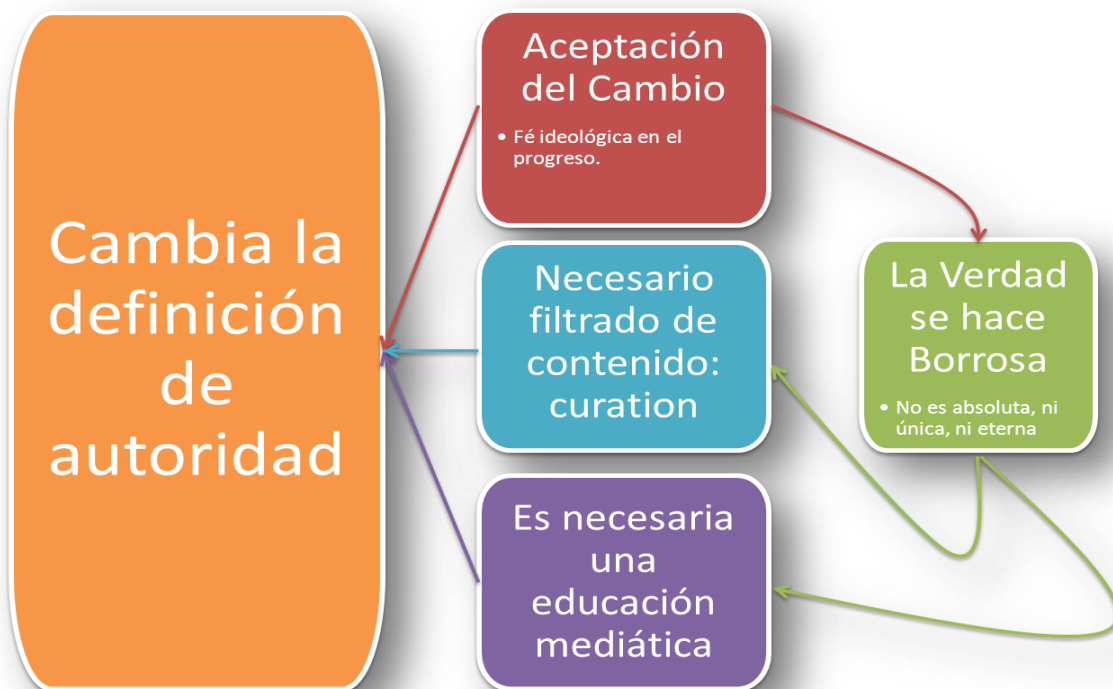 Cambia la
definición
de
autoridad
Aceptación
del Cambio
• Fé ideológica en el
progreso.
Necesario
filtrado de
contenido:
curation
Es necesaria
una
educación
mediática
La Verdad
se hace
Borrosa
• No es absoluta, ni
única, ni eterna